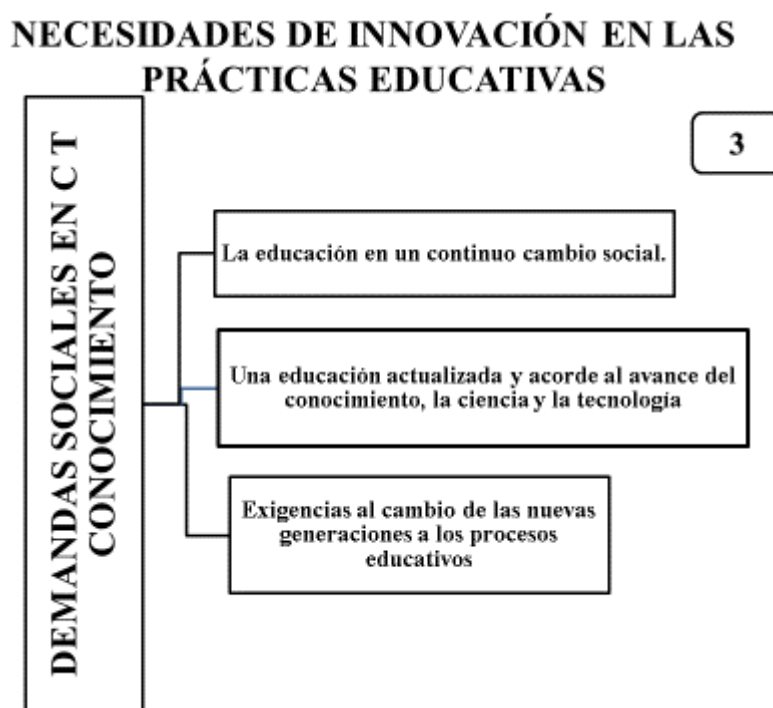 NECESIDADES DE INNOVACIÓN EN LAS
PRÁCTICAS EDUCATIVAS
3
DEMANDAS SOCIALES EN C T
CONOCIMIENTO
La educación en un continuo cambio social.
Una educación actualizada y acorde al avance del
conocimiento, la ciencia y la tecnología
Exigencias al cambio de las nuevas
generaciones a los procesos
educativos